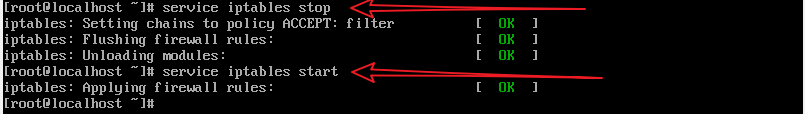 [root@localhost ~]# service iptables stop
iptables: Setting chains to policy ACCEPT: filter [ OK ]
iptables: Flushing firewall rules: [ OK ]
iptables: Unloading modules: [ OK ]
[root@localhost ~]# service iptables start
iptables: Applying firewall rules: [ OK ]
[root@localhost ~]#